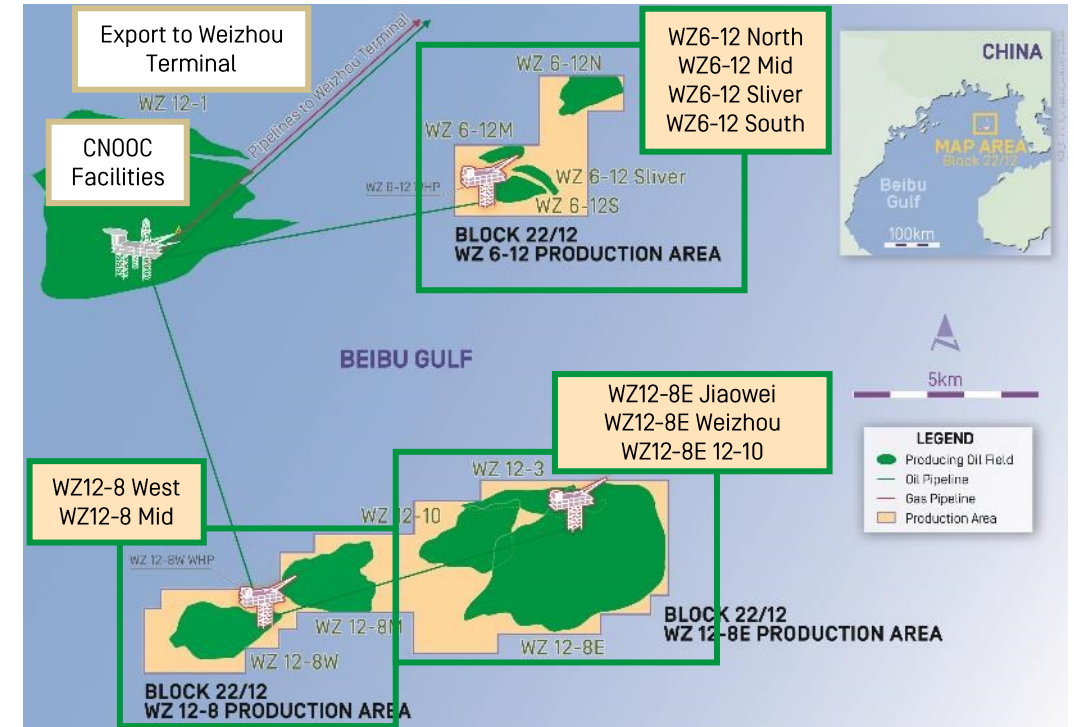 Export to Weizhou
Terminal
WZ 12-1
CNOOC
Facilities
Pipelines to Weizhou Terminal
WZ 6-12N
WZ6-12 North
WZ6-12 Mid
WZ6-12 Sliver
WZ6-12 South
WZ 6-12M
WZ 6-12 WHP
WZ 6-12 Sliver
WZ 6-12S
BLOCK 22/12
WZ 6-12 PRODUCTION AREA
CHINA
MAP AREA
Block 22/12
Beibu
Gulf
100km
BEIBU GULF
5km
LEGEND
Producing Oil Field
Oil Pipeline
Gas Pipeline
Production Area
WZ12-8E Jiaowei
WZ12-8E Weizhou
WZ12-8E 12-10
WZ 12-3
WZ12-8 West
WZ12-8 Mid
WZ 12-10
WZ 12-8W WHP
WZ 12-8M
WZ 12-8W
WZ 12-8E
BLOCK 22/12
WZ 12-8E PRODUCTION AREA
BLOCK 22/12
WZ 12-8 PRODUCTION AREA